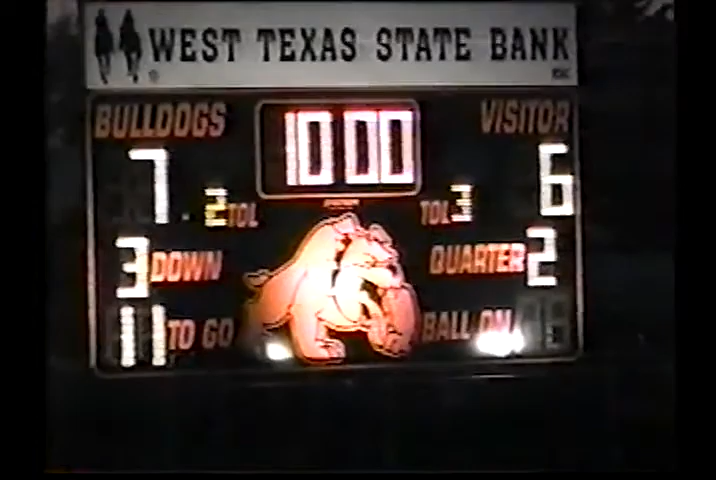 WEST TEXAS STATE BANK
BULLDOGS 10:00 VISITOR
7 2 TOL TOL 3 6
3 DOWN QUARTER 2
11 TO GO BALL ON